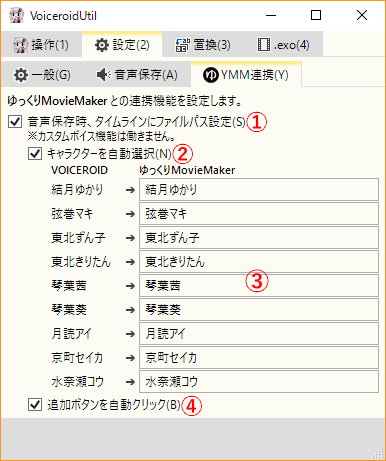 VoiceroidUtil
操作(1) 設定(2) 置換(3) .exo(4)
一般(G) 音声保存(A) ゆ YMM連携(Y)
ゆっくりMovieMaker との連携機能を設定します。
音声保存時、タイムラインにファイルパス設定(S) ①
※カスタムボイス機能は働きません。
キャラクターを自動選択(N) ②
VOICEROID ゆっくりMovieMaker
結月ゆかり ➔ 結月ゆかり
弦巻マキ ➔ 弦巻マキ
東北ずん子 ➔ 東北ずん子
東北きりたん ➔ 東北きりたん
琴葉茜 ➔ 琴葉茜 ③
琴葉葵 ➔ 琴葉葵
月読アイ ➔ 月読アイ
京町セイカ ➔ 京町セイカ
水奈瀬コウ ➔ 水奈瀬コウ
追加ボタンを自動クリック(B) ④